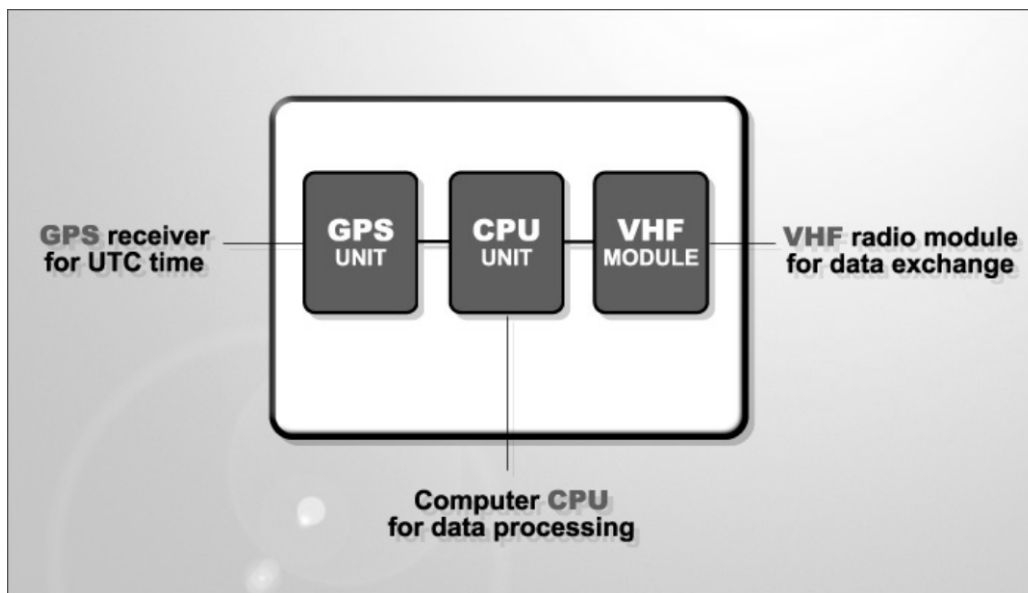 GPS receiver
for UTC time
GPS
UNIT
CPU
UNIT
VHF
MODULE
VHF radio module
for data exchange
Computer CPU
for data processing